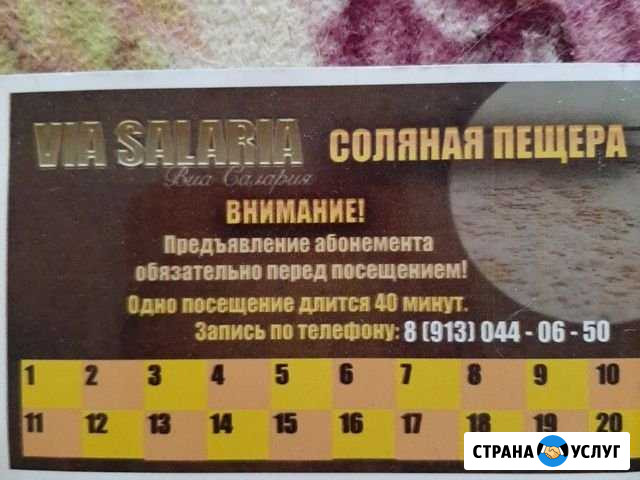 VIA SALARIA СОЛЯНАЯ ПЕЩЕРА
Виа Салария
ВНИМАНИЕ!
Предъявление абонемента
обязательно перед посещением!
Одно посещение длится 40 минут.
Запись по телефону: 8 (913) 044 - 06 - 50
1 2 3 4 5 6 7 8 9 10
11 12 13 14 15 16 17 18 19 20
СТРАНА УСЛУГ